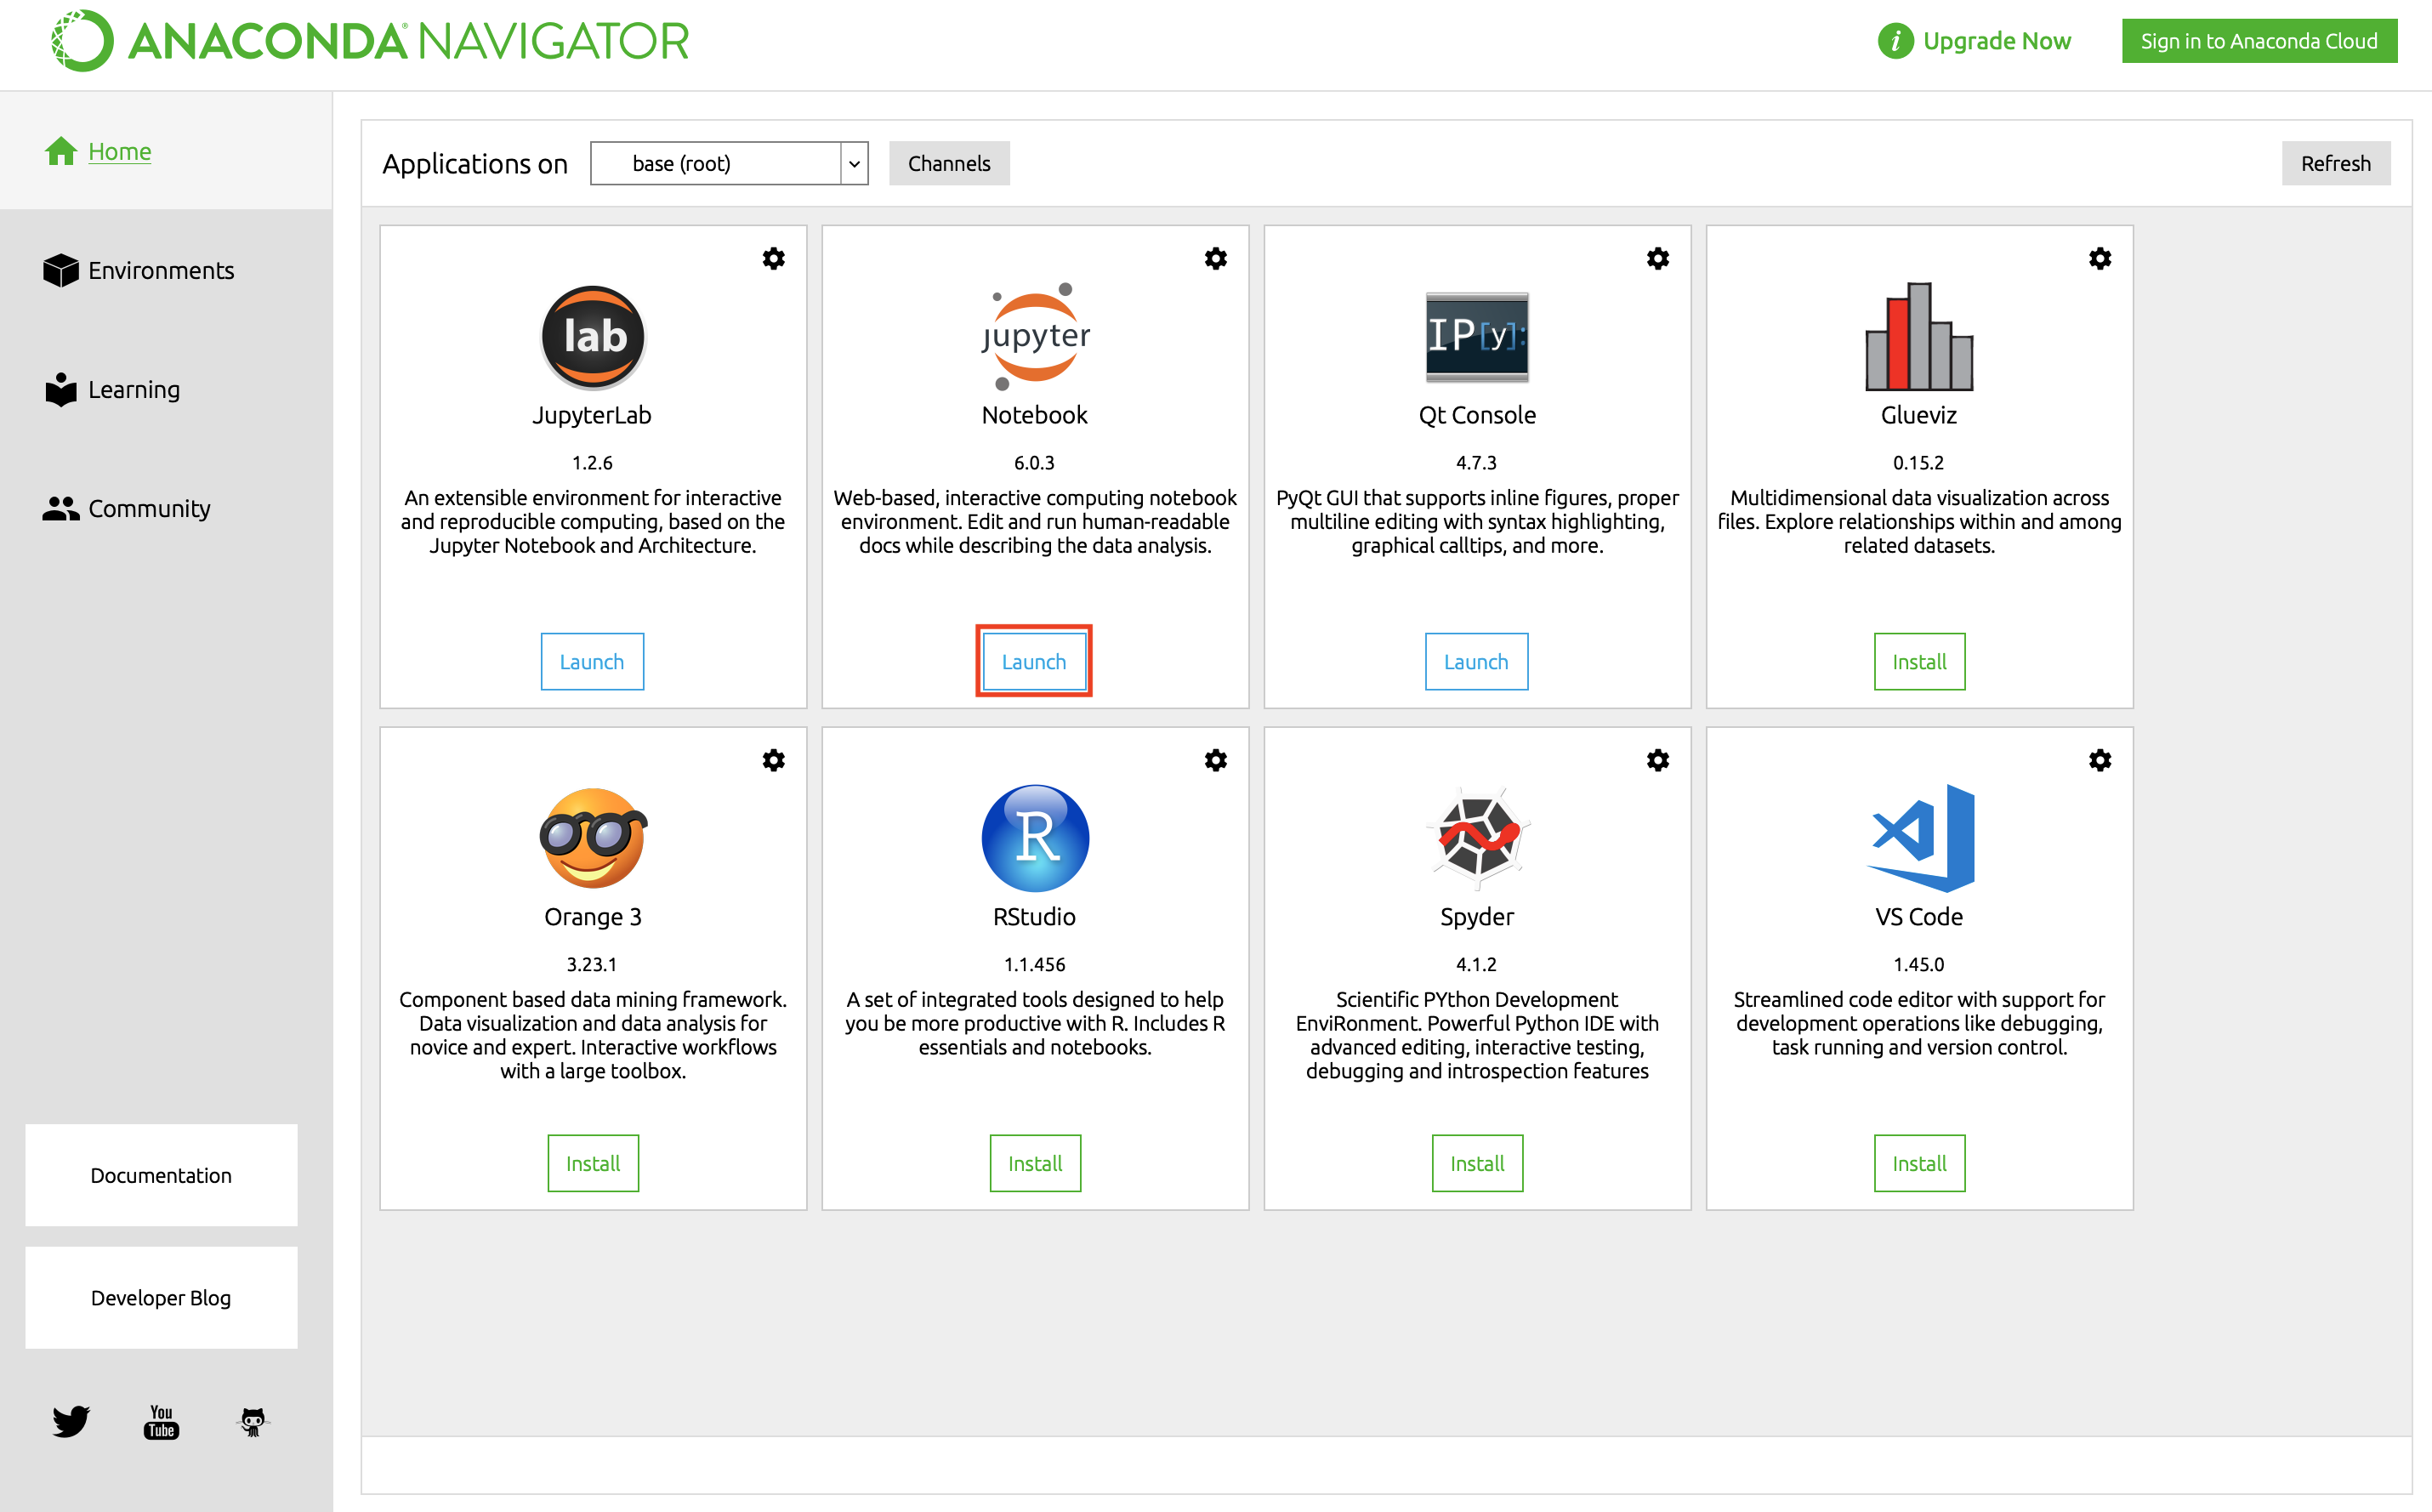 ANACONDA® NAVIGATOR
i Upgrade Now
Sign in to Anaconda Cloud
Home
Environments
Learning
Community
Documentation
Developer Blog
You
Tube
Applications on
base (root)
Channels
Refresh
lab
JupyterLab
1.2.6
An extensible environment for interactive
and reproducible computing, based on the
Jupyter Notebook and Architecture.
Launch
jupyter
Notebook
6.0.3
Web-based, interactive computing notebook
environment. Edit and run human-readable
docs while describing the data analysis.
Launch
IP[y]:
Qt Console
4.7.3
PyQt GUI that supports inline figures, proper
multiline editing with syntax highlighting,
graphical calltips, and more.
Launch
Glueviz
0.15.2
Multidimensional data visualization across
files. Explore relationships within and among
related datasets.
Install
Orange 3
3.23.1
Component based data mining framework.
Data visualization and data analysis for
novice and expert. Interactive workflows
with a large toolbox.
Install
R
RStudio
1.1.456
A set of integrated tools designed to help
you be more productive with R. Includes R
essentials and notebooks.
Install
Spyder
4.1.2
Scientific PYthon Development
EnviRonment. Powerful Python IDE with
advanced editing, interactive testing,
debugging and introspection features
Install
VS Code
1.45.0
Streamlined code editor with support for
development operations like debugging,
task running and version control.
Install